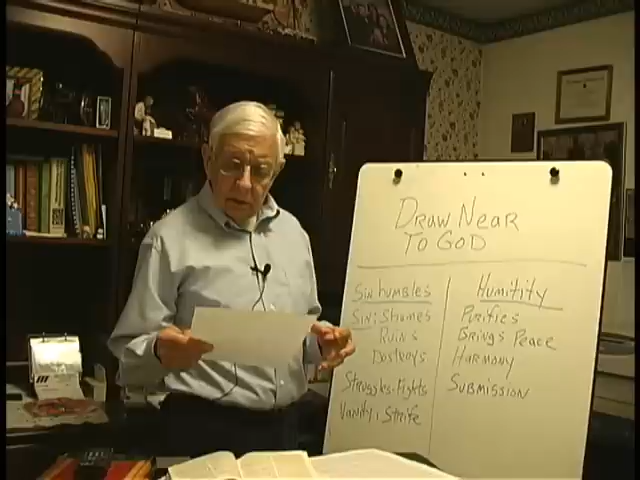 Draw Near
To GOD
Sin humbles
Sin: Shames
Ruins
Destroys
Struggles-Fights
Vanity, Strife
Humitity
Purifies
Brings Peace
Harmony
Submission